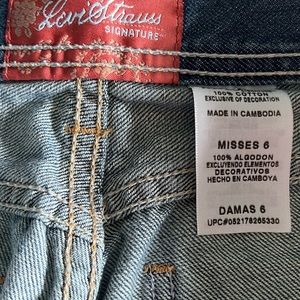 Levi Strauss
SIGNATURE
100% COTTON
EXCLUSIVE OF DECORATION
MADE IN CAMBODIA
MISSES 6
100% ALGODON
EXCLUYENDO ELEMENTOS
DECORATIVOS
HECHO EN CAMBOYA
DAMAS 6
UPC#052178265330